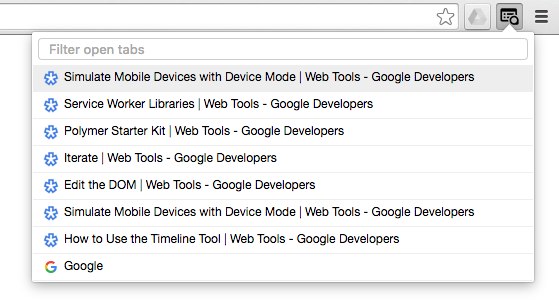 Filter open tabs
Simulate Mobile Devices with Device Mode | Web Tools - Google Developers
Service Worker Libraries | Web Tools - Google Developers
Polymer Starter Kit | Web Tools - Google Developers
Iterate | Web Tools - Google Developers
Edit the DOM | Web Tools - Google Developers
Simulate Mobile Devices with Device Mode | Web Tools - Google Developers
How to Use the Timeline Tool | Web Tools - Google Developers
Google